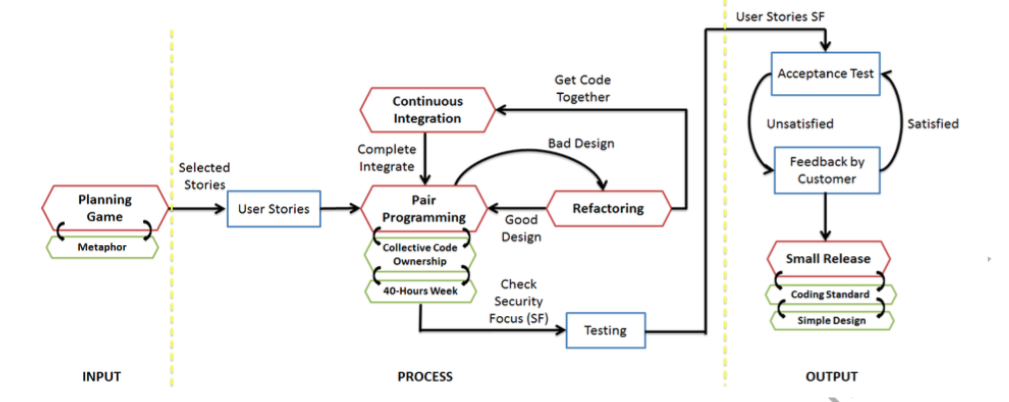 User Stories SF
Acceptance Test
Get Code
Together
Continuous
Integration
Unsatisfied
Satisfied
Complete
Integrate
Bad Design
Selected
Stories
Feedback by
Customer
Planning
Game
User Stories
Pair
Programming
Refactoring
Good
Design
Metaphor
Collective Code
Ownership
Small Release
40-Hours Week
Check
Security
Focus (SF)
Coding Standard
Simple Design
Testing
INPUT
PROCESS
OUTPUT